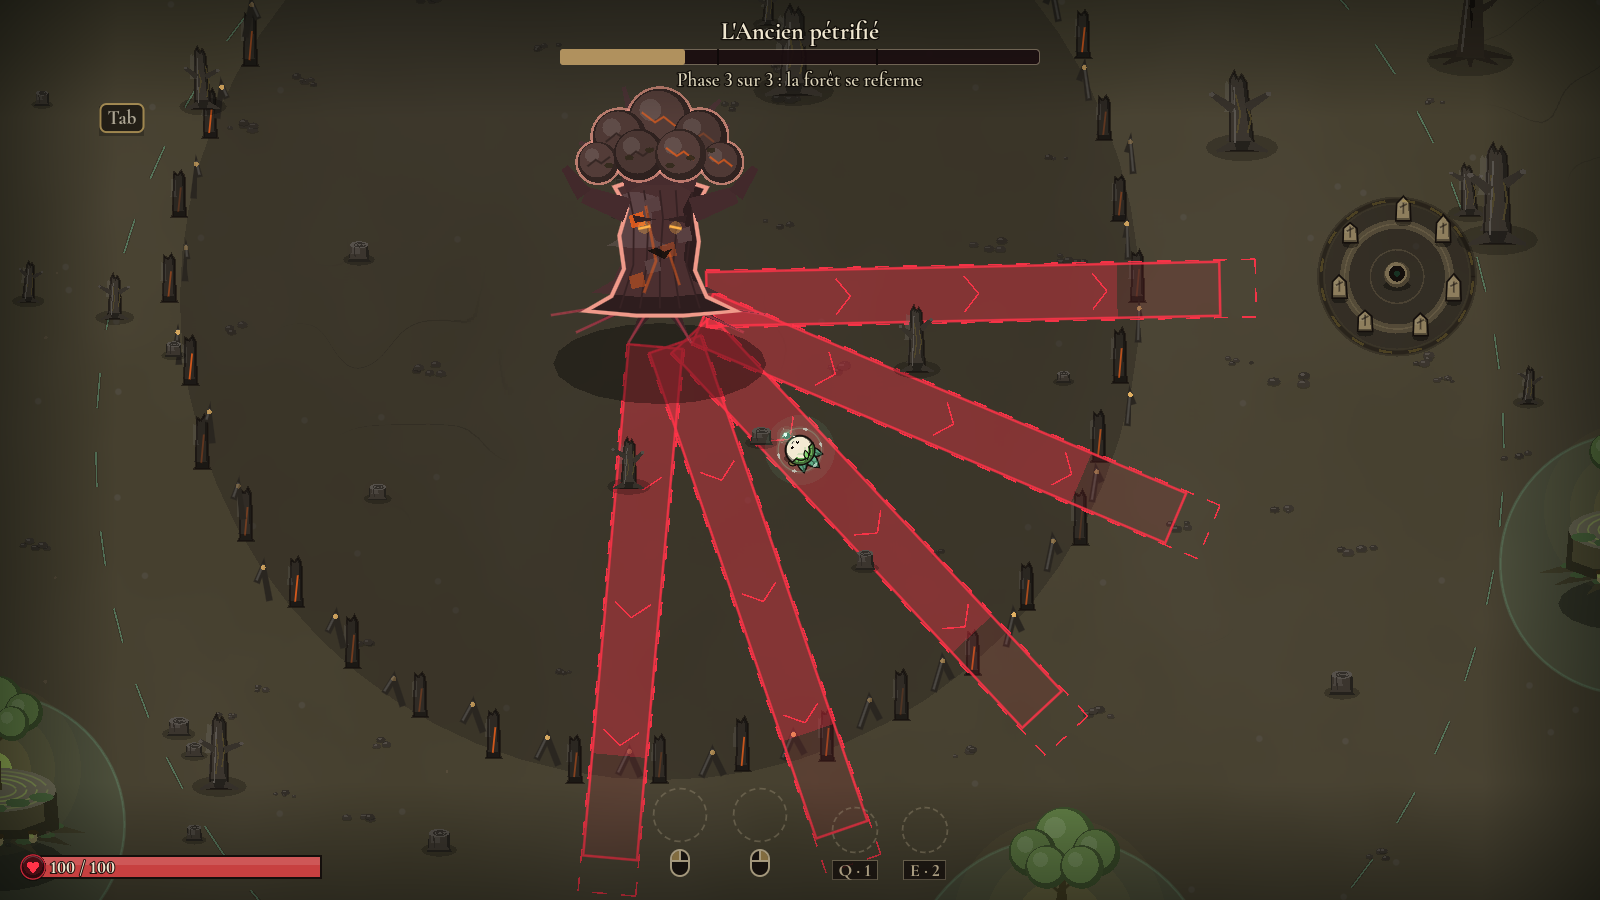 L'Ancien pétrifié
Phase 3 sur 3 : la forêt se referme
Tab
100 / 100
Q · 1
E · 2